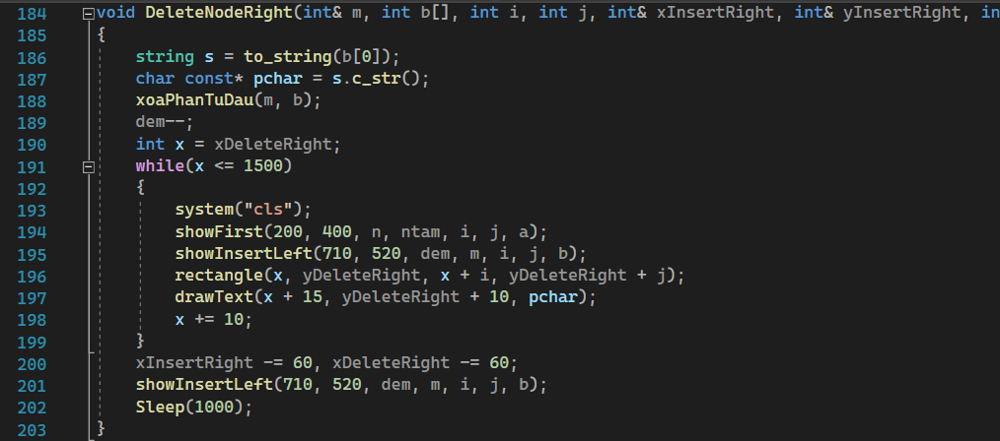 184 void DeleteNodeRight(int& m, int b[], int i, int j, int& xInsertRight, int& yInsertRight, in
185 {
186 string s = to_string(b[0]);
187 char const* pchar = s.c_str();
188 xoaPhanTuDau(m, b);
189 dem--;
190 int x = xDeleteRight;
191 while(x <= 1500)
192 {
193 system("cls");
194 showFirst(200, 400, n, ntam, i, j, a);
195 showInsertLeft(710, 520, dem, m, i, j, b);
196 rectangle(x, yDeleteRight, x + i, yDeleteRight + j);
197 drawText(x + 15, yDeleteRight + 10, pchar);
198 x += 10;
199 }
200 xInsertRight -= 60, xDeleteRight -= 60;
201 showInsertLeft(710, 520, dem, m, i, j, b);
202 Sleep(1000);
203 }